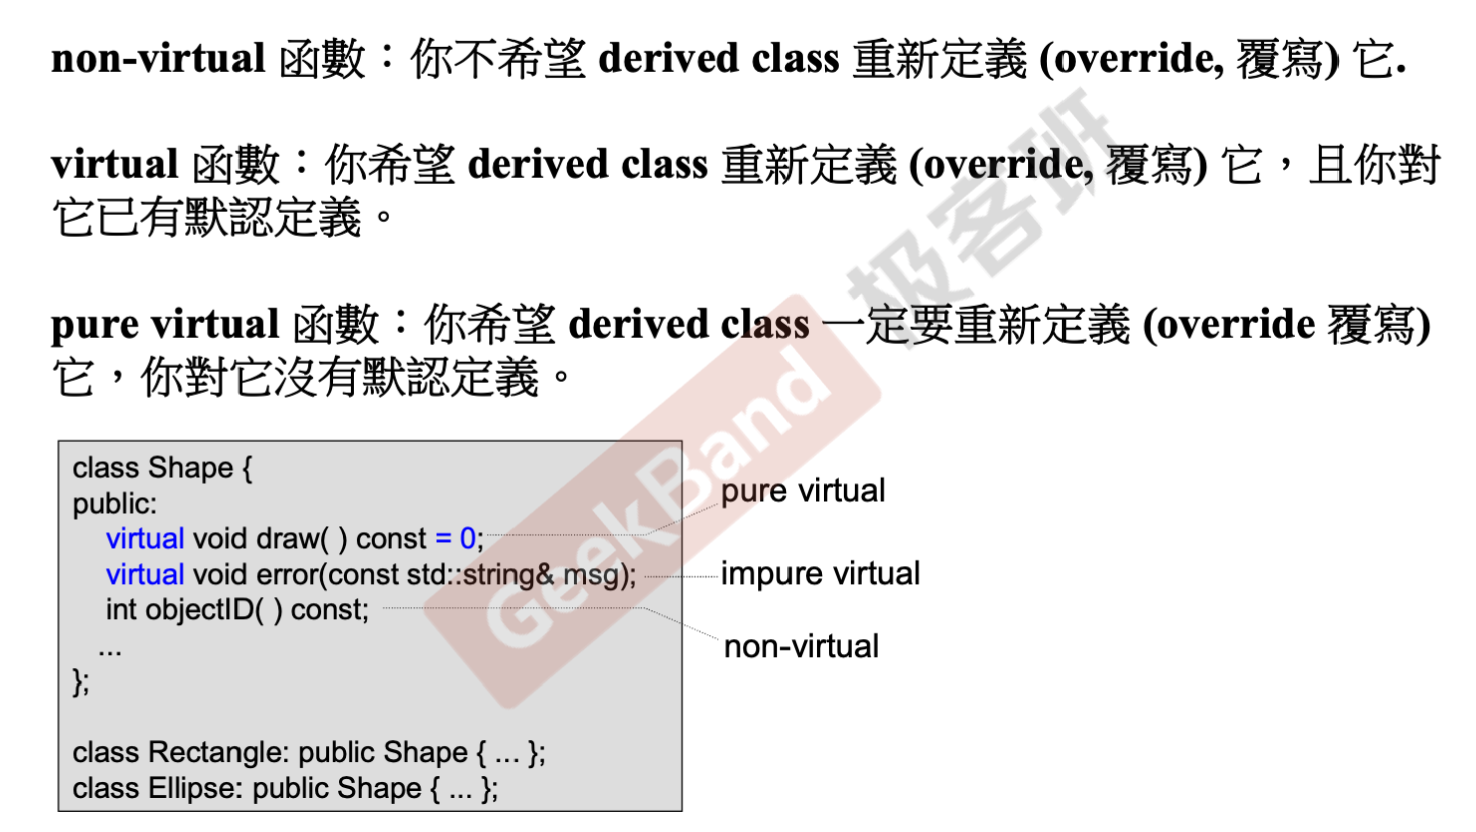 non-virtual 函數：你不希望 derived class 重新定義 (override, 覆寫) 它.
virtual 函數：你希望 derived class 重新定義 (override, 覆寫) 它，且你對
它已有默認定義。
pure virtual 函數：你希望 derived class 一定要重新定義 (override 覆寫)
它，你對它沒有默認定義。
class Shape {
public:
virtual void draw( ) const = 0;
pure virtual
virtual void error(const std::string& msg);
impure virtual
int objectID( ) const;
non-virtual
...
};
class Rectangle: public Shape { ... };
class Ellipse: public Shape { ... };
GeekBand 极客班